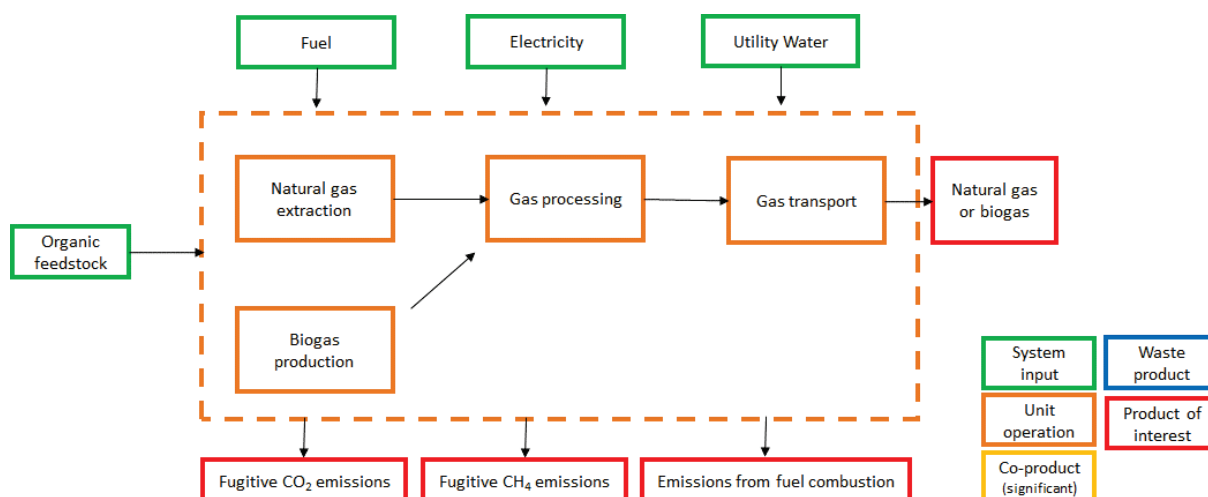 Fuel
Electricity
Utility Water
Natural gas
extraction
Gas processing
Gas transport
Natural gas
or biogas
Organic
feedstock
Biogas
production
System
input
Waste
product
Unit
operation
Product of
interest
Co-product
(significant)
Fugitive CO₂ emissions
Fugitive CH₄ emissions
Emissions from fuel combustion